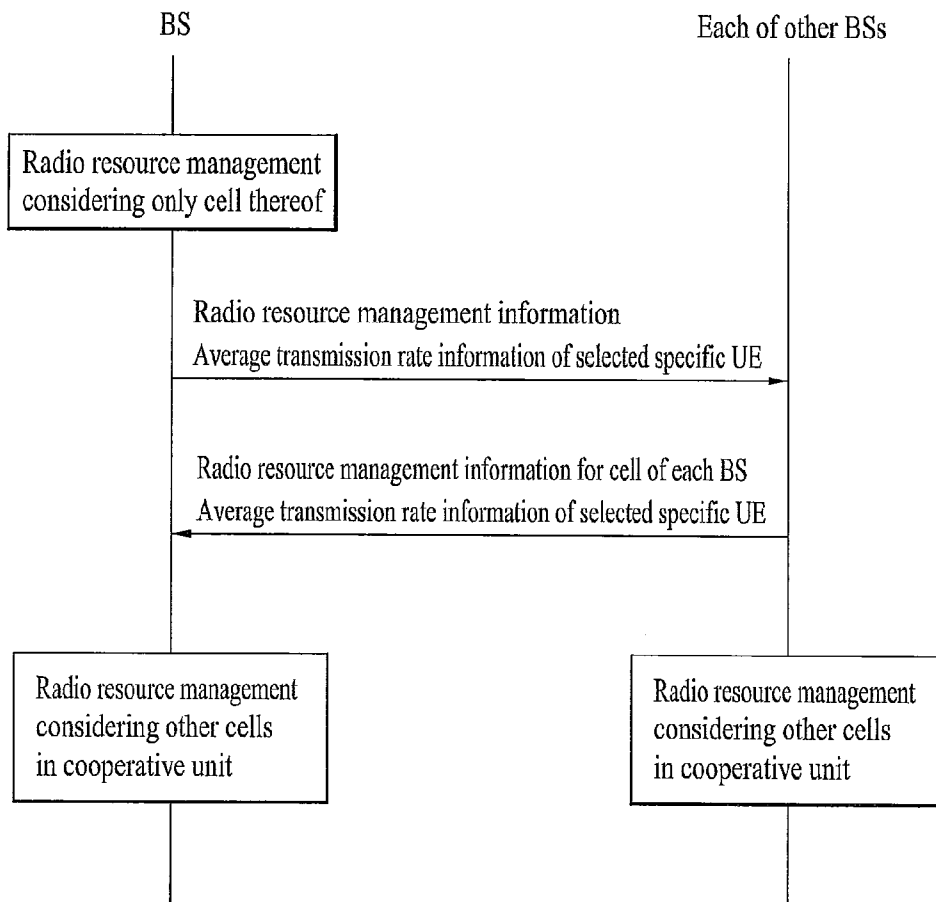 BS
Each of other BSs
Radio resource management
considering only cell thereof
Radio resource management information
Average transmission rate information of selected specific UE
Radio resource management information for cell of each BS
Average transmission rate information of selected specific UE
Radio resource management
considering other cells
in cooperative unit
Radio resource management
considering other cells
in cooperative unit